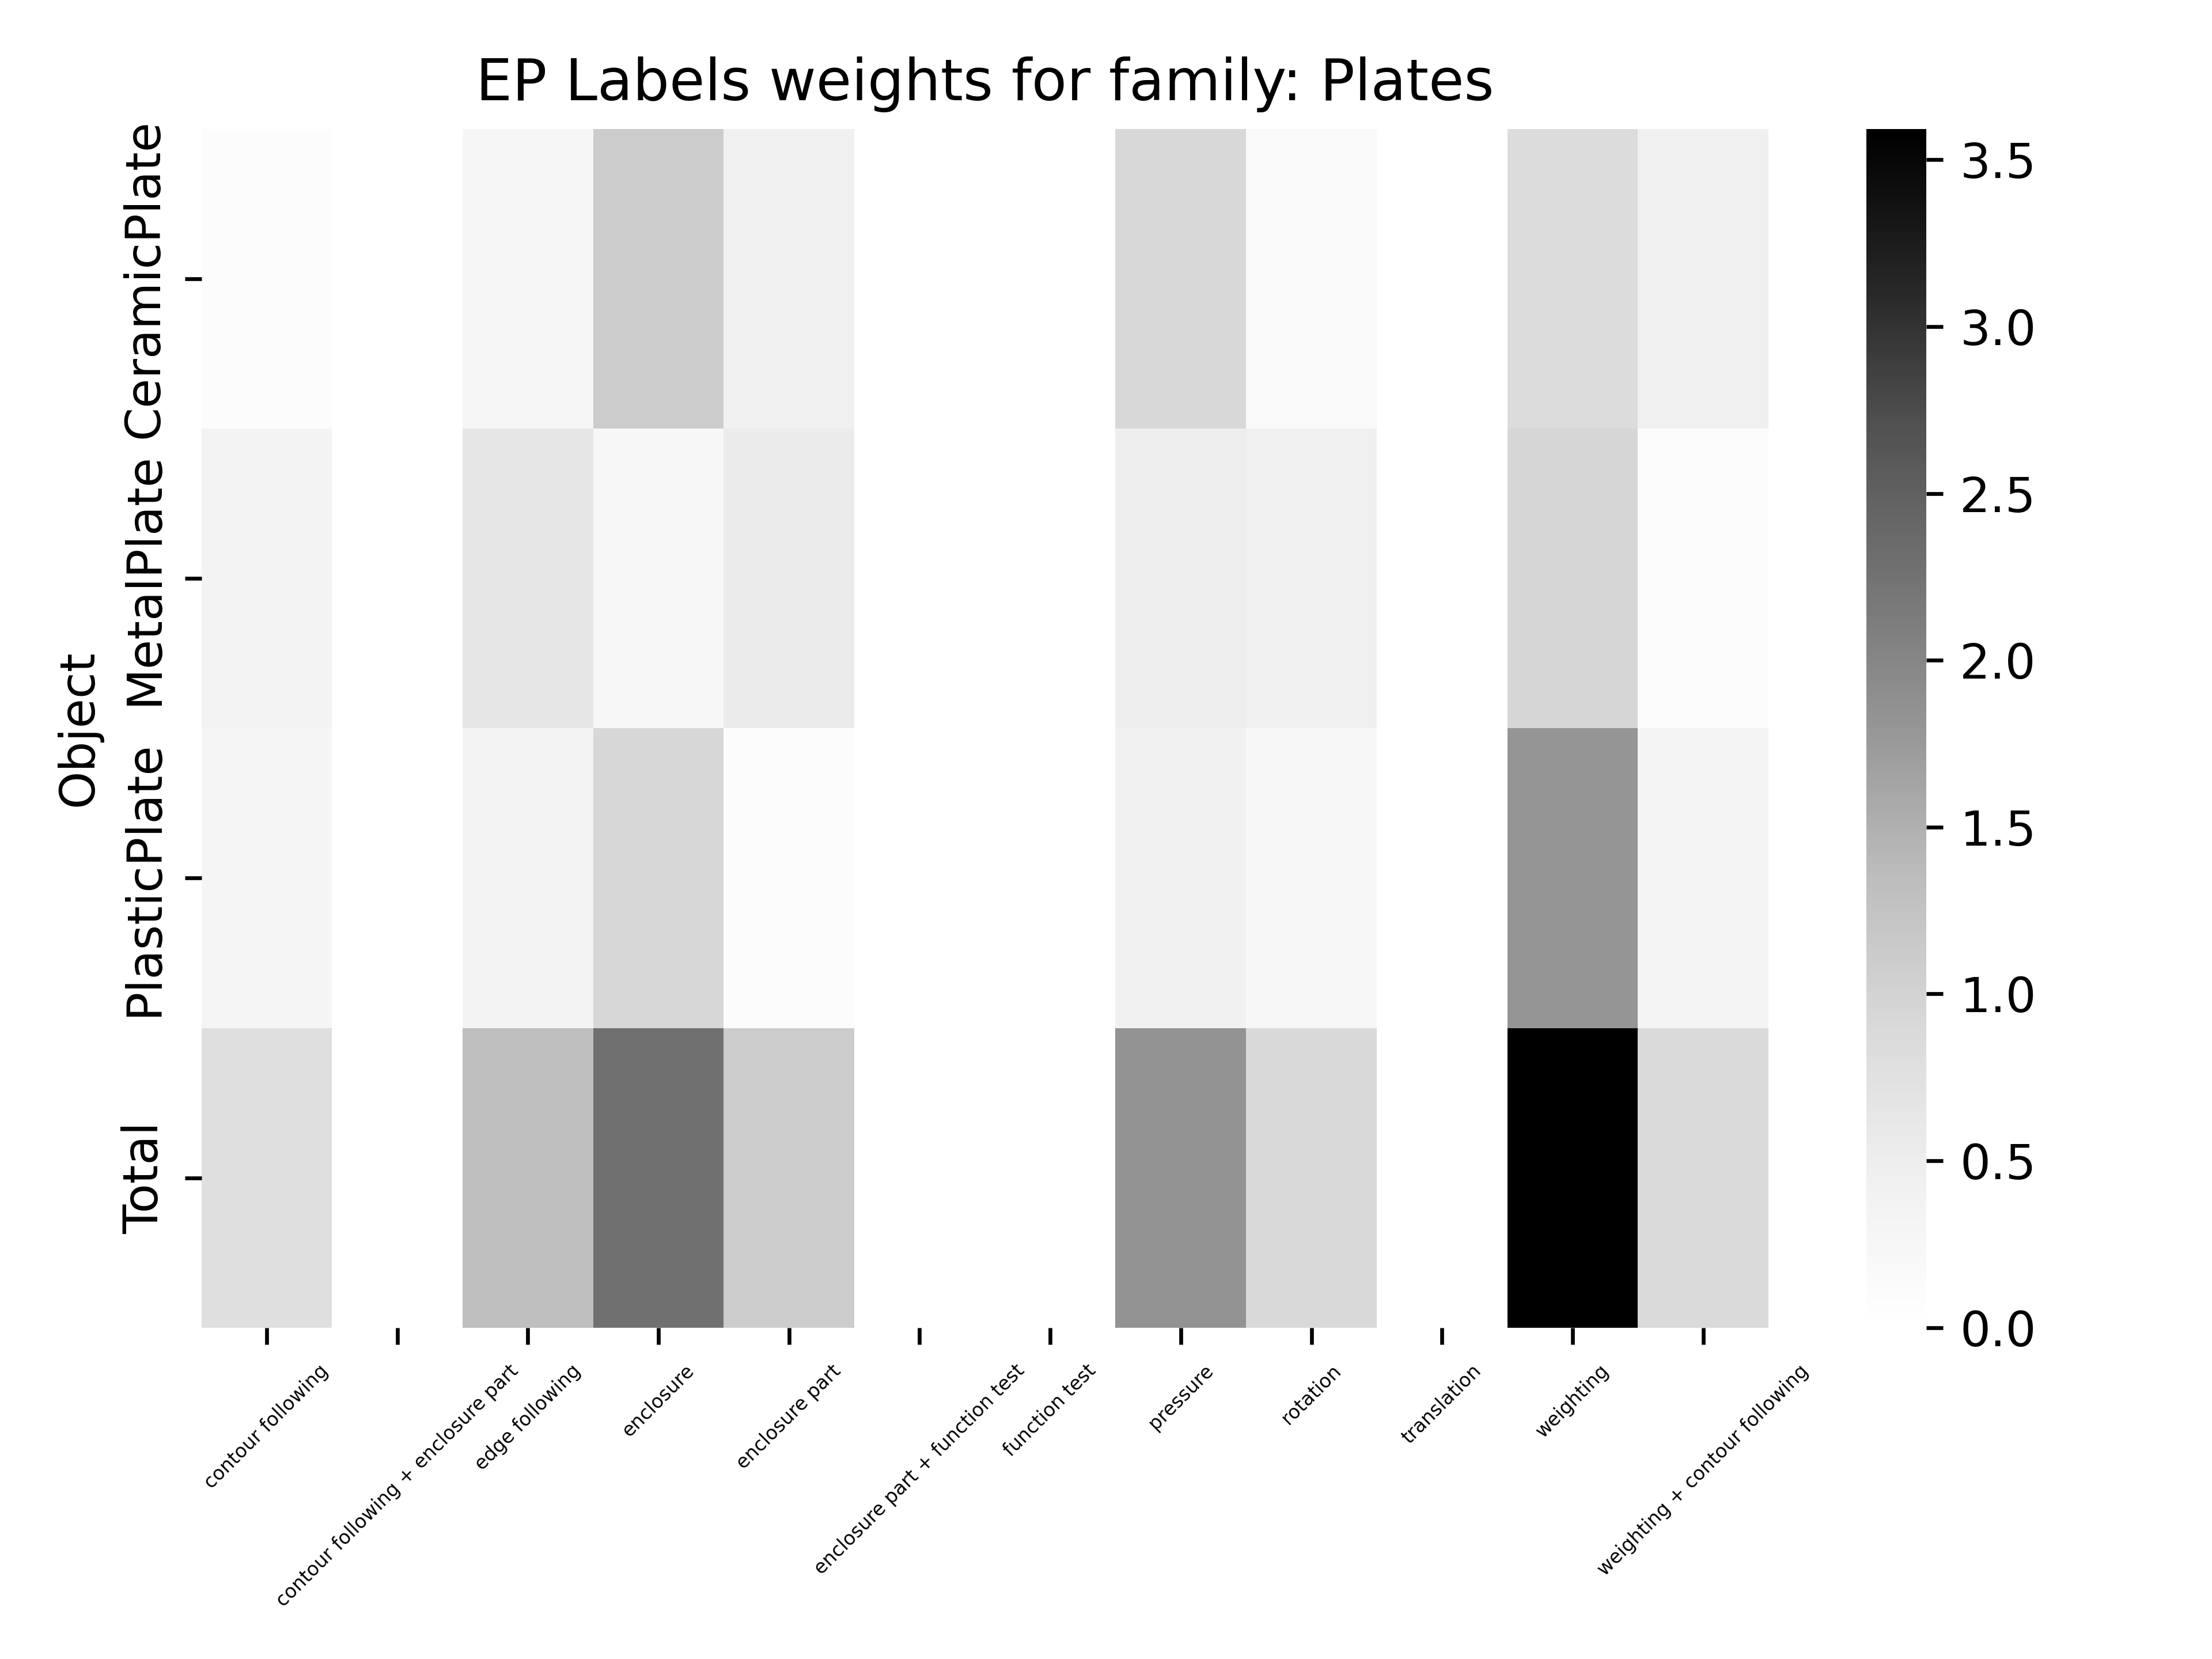 EP Labels weights for family: Plates
Object
CeramicPlate
MetalPlate
PlasticPlate
Total
contour following
contour following + enclosure part
edge following
enclosure
enclosure part
enclosure part + function test
function test
pressure
rotation
translation
weighting
weighting + contour following
3.5
3.0
2.5
2.0
1.5
1.0
0.5
0.0